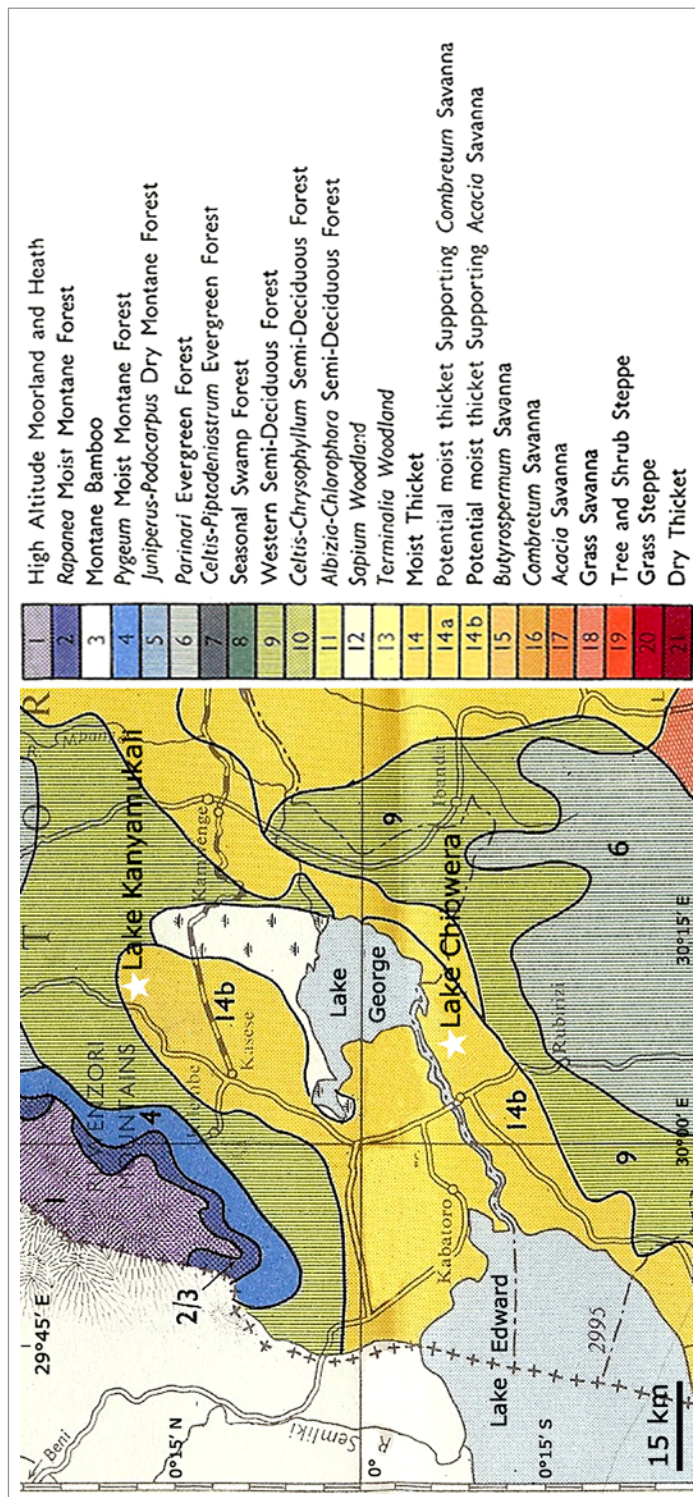 29°45' E
30°00' E
30°15' E
0°15' N
0°
0°15' S
Beni
Semliki
R
T O R
MOUNTAINS
1
2/3
4
9
14b
Lake Kanyamukali
Kasese
Lake
George
Kabatoro
Lake Edward
Lake Chibwera
14b
9
Ibanda
Rubirizi
9
6
2995
15 km
1 High Altitude Moorland and Heath
2 Rapanea Moist Montane Forest
3 Montane Bamboo
4 Pygeum Moist Montane Forest
5 Juniperus-Podocarpus Dry Montane Forest
6 Parinari Evergreen Forest
7 Celtis-Piptadeniastrum Evergreen Forest
8 Seasonal Swamp Forest
9 Western Semi-Deciduous Forest
10 Celtis-Chrysophyllum Semi-Deciduous Forest
11 Albizia-Chlorophora Semi-Deciduous Forest
12 Sapium Woodland
13 Terminalia Woodland
14 Moist Thicket
14a Potential moist thicket Supporting Combretum Savanna
14b Potential moist thicket Supporting Acacia Savanna
15 Butyrospermum Savanna
16 Combretum Savanna
17 Acacia Savanna
18 Grass Savanna
19 Tree and Shrub Steppe
20 Grass Steppe
21 Dry Thicket